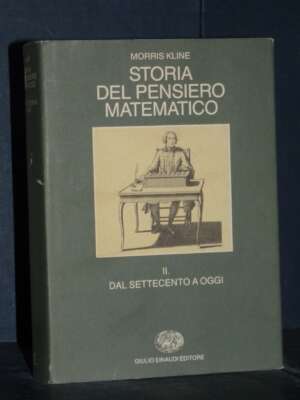 MORRIS KLINE
STORIA
DEL PENSIERO
MATEMATICO
II.
DAL SETTECENTO A OGGI
GIULIO EINAUDI EDITORE